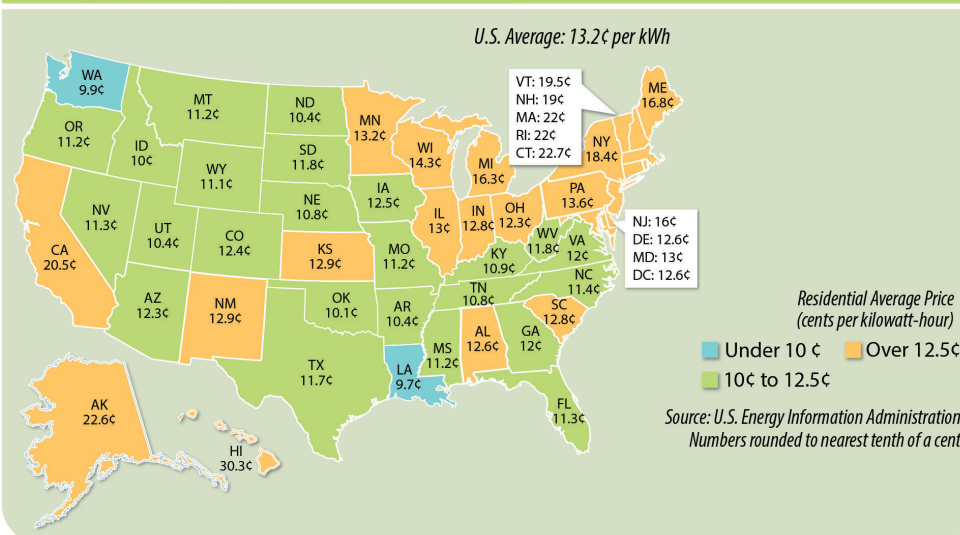 U.S. Average: 13.2¢ per kWh
WA
9.9¢
OR
11.2¢
CA
20.5¢
ID
10¢
NV
11.3¢
MT
11.2¢
WY
11.1¢
UT
10.4¢
CO
12.4¢
AZ
12.3¢
NM
12.9¢
ND
10.4¢
SD
11.8¢
NE
10.8¢
KS
12.9¢
OK
10.1¢
TX
11.7¢
MN
13.2¢
IA
12.5¢
MO
11.2¢
AR
10.4¢
LA
9.7¢
WI
14.3¢
IL
13¢
MI
16.3¢
IN
12.8¢
OH
12.3¢
KY
10.9¢
TN
10.8¢
MS
11.2¢
AL
12.6¢
GA
12¢
FL
11.3¢
SC
12.8¢
NC
11.4¢
WV
11.8¢
VA
12¢
PA
13.6¢
NY
18.4¢
ME
16.8¢
VT: 19.5¢
NH: 19¢
MA: 22¢
RI: 22¢
CT: 22.7¢
NJ: 16¢
DE: 12.6¢
MD: 13¢
DC: 12.6¢
AK
22.6¢
HI
30.3¢
Residential Average Price
(cents per kilowatt-hour)
Under 10 ¢
Over 12.5¢
10¢ to 12.5¢
Source: U.S. Energy Information Administration
Numbers rounded to nearest tenth of a cent